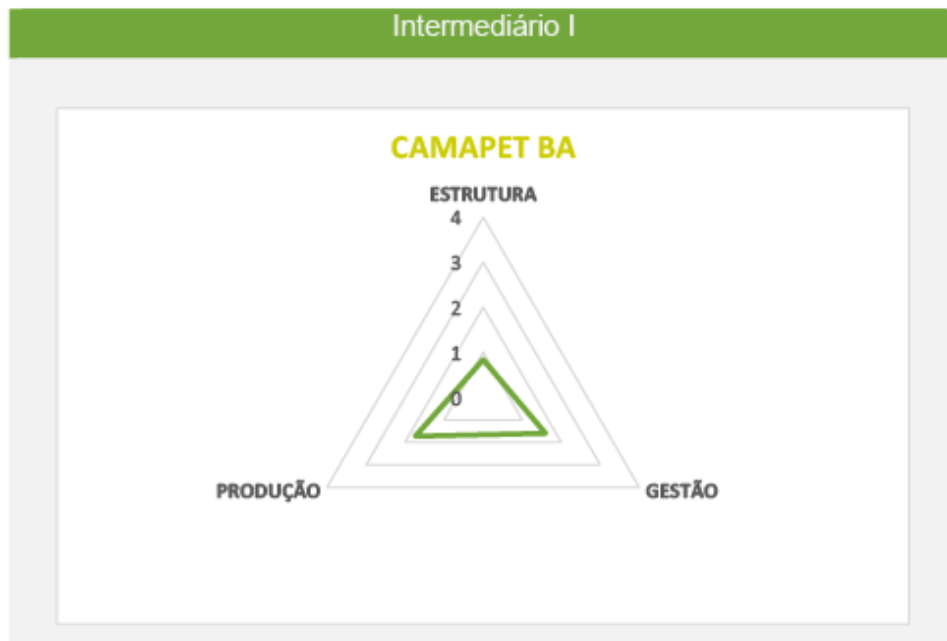 Intermediário I
CAMAPET BA
ESTRUTURA
4
3
2
1
0
PRODUÇÃO
GESTÃO